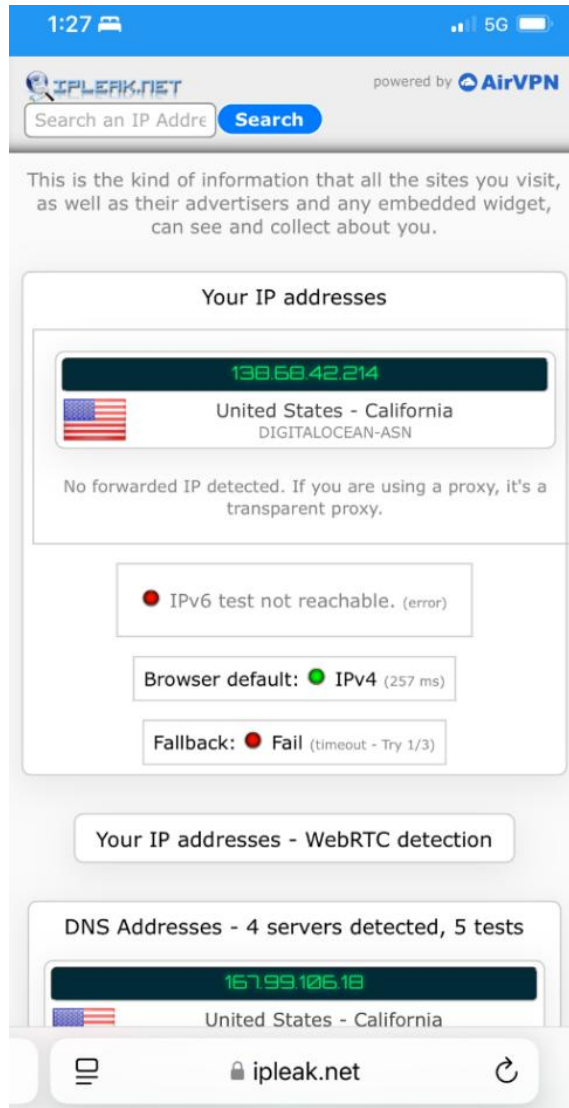 1:27
5G
IPLEAK.NET
powered by AirVPN
Search an IP Addre
Search
This is the kind of information that all the sites you visit,
as well as their advertisers and any embedded widget,
can see and collect about you.
Your IP addresses
138.68.42.214
United States - California
DIGITALOCEAN-ASN
No forwarded IP detected. If you are using a proxy, it's a
transparent proxy.
IPv6 test not reachable. (error)
Browser default: IPv4 (257 ms)
Fallback: Fail (timeout - Try 1/3)
Your IP addresses - WebRTC detection
DNS Addresses - 4 servers detected, 5 tests
167.99.106.18
United States - California
ipleak.net